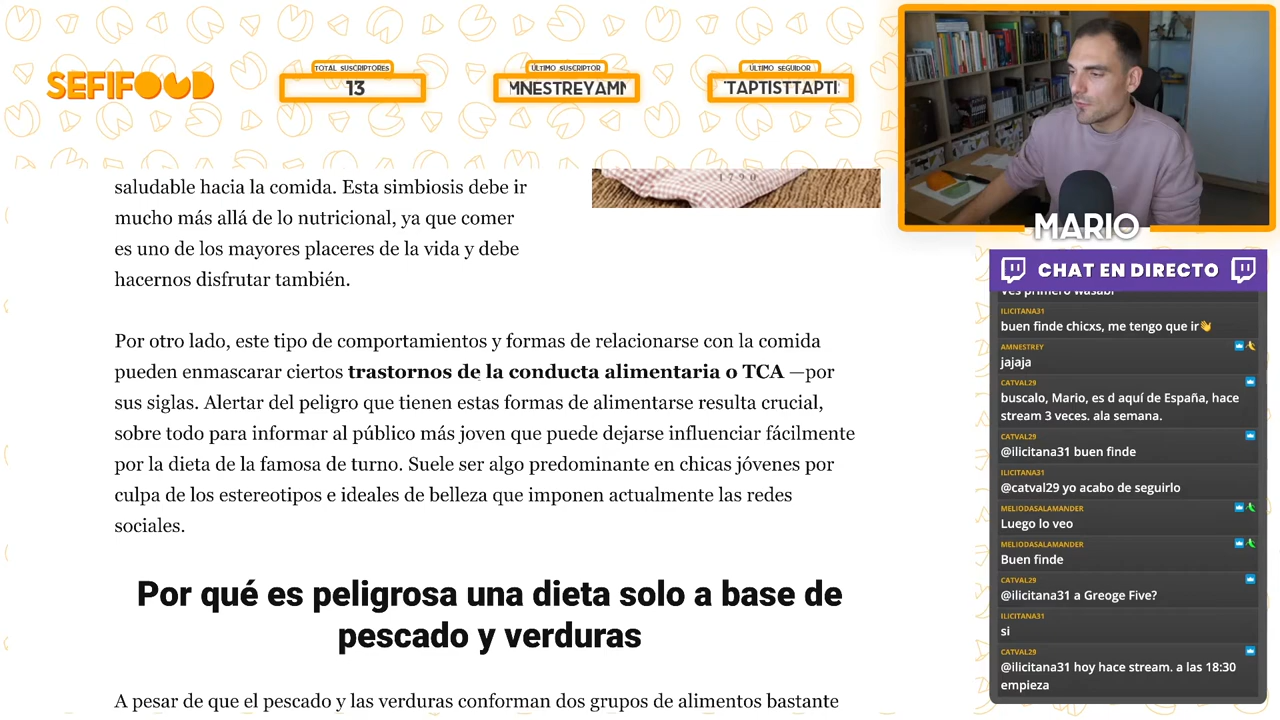 SEFIFOOD
TOTAL SUSCRIPTORES
13
ÚLTIMO SUSCRIPTOR
MNESTREYAMN
ÚLTIMO SEGUIDOR
TAPTISTTAPTI
MARIO
1790
saludable hacia la comida. Esta simbiosis debe ir
mucho más allá de lo nutricional, ya que comer
es uno de los mayores placeres de la vida y debe
hacernos disfrutar también.
Por otro lado, este tipo de comportamientos y formas de relacionarse con la comida
pueden enmascarar ciertos trastornos de la conducta alimentaria o TCA —por
sus siglas. Alertar del peligro que tienen estas formas de alimentarse resulta crucial,
sobre todo para informar al público más joven que puede dejarse influenciar fácilmente
por la dieta de la famosa de turno. Suele ser algo predominante en chicas jóvenes por
culpa de los estereotipos e ideales de belleza que imponen actualmente las redes
sociales.
Por qué es peligrosa una dieta solo a base de
pescado y verduras
A pesar de que el pescado y las verduras conforman dos grupos de alimentos bastante
CHAT EN DIRECTO
Ves primero wasabi
ILICITANA31
buen finde chicxs, me tengo que ir👋
AMNESTREY
jajaja
CATVAL29
buscalo, Mario, es d aquí de España, hace
stream 3 veces. ala semana.
CATVAL29
@ilicitana31 buen finde
ILICITANA31
@catval29 yo acabo de seguirlo
MELIODASALAMANDER
Luego lo veo
MELIODASALAMANDER
Buen finde
CATVAL29
@ilicitana31 a Greoge Five?
ILICITANA31
si
CATVAL29
@ilicitana31 hoy hace stream. a las 18:30
empieza